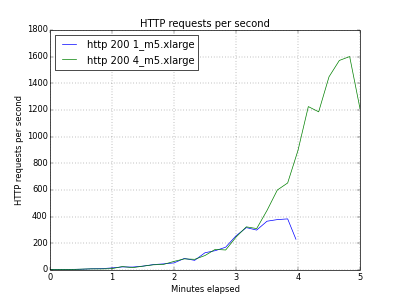 HTTP requests per second
1800
1600
1400
1200
1000
800
600
400
200
0
HTTP requests per second
http 200 1_m5.xlarge
http 200 4_m5.xlarge
0 1 2 3 4 5
Minutes elapsed